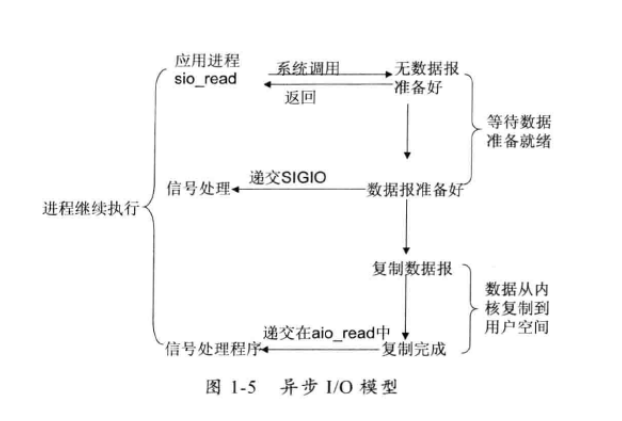 应用进程
sio_read
系统调用
返回
无数据报
准备好
等待数据
准备就绪
信号处理
递交SIGIO
数据报准备好
进程继续执行
复制数据报
数据从内
核复制到
用户空间
信号处理程序
递交在aio_read中
复制完成
图 1-5 异步 I/O 模型